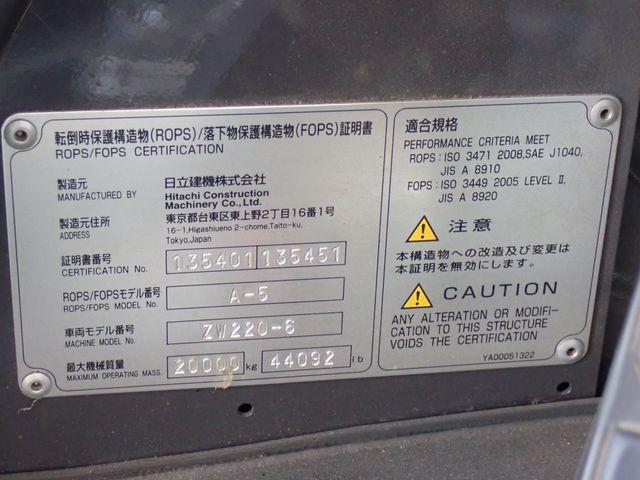 転倒時保護構造物(ROPS)/落下物保護構造物(FOPS)証明書
ROPS/FOPS CERTIFICATION
製造元 日立建機株式会社
MANUFACTURED BY Hitachi Construction
Machinery Co., Ltd.
製造元住所 東京都台東区東上野2丁目16番1号
ADDRESS 16-1,Higashiueno 2-chome,Taito-ku,
Tokyo,Japan
証明書番号 135401 135451
CERTIFICATION No.
ROPS/FOPSモデル番号 A-5
ROPS/FOPS MODEL No.
車両モデル番号 ZW220-6
MACHINE MODEL No.
最大機械質量 20000 kg 44092 lb
MAXIMUM OPERATING MASS.
適合規格
PERFORMANCE CRITERIA MEET
ROPS : ISO 3471 2008,SAE J1040,
JIS A 8910
FOPS : ISO 3449 2005 LEVEL II,
JIS A 8920
注意
本構造物への改造及び変更は
本証明を無効にします。
CAUTION
ANY ALTERATION OR MODIFI-
CATION TO THIS STRUCTURE
VOIDS THE CERTIFICATION
YA00051322